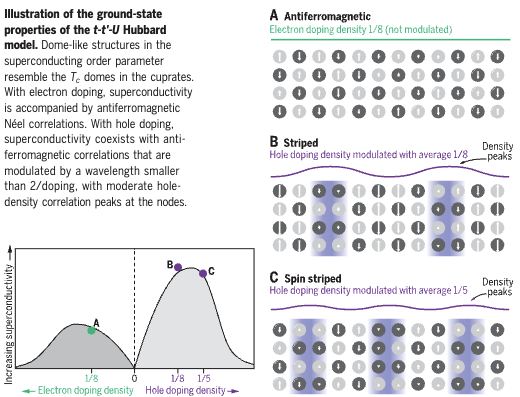 Illustration of the ground-state
properties of the t-t'-U Hubbard
model. Dome-like structures in the
superconducting order parameter
resemble the Tc domes in the cuprates.
With electron doping, superconductivity
is accompanied by antiferromagnetic
Néel correlations. With hole doping,
superconductivity coexists with anti-
ferromagnetic correlations that are
modulated by a wavelength smaller
than 2/doping, with moderate hole-
density correlation peaks at the nodes.
Increasing superconductivity
A
B
C
1/8
0
1/8
1/5
Electron doping density
Hole doping density
A Antiferromagnetic
Electron doping density 1/8 (not modulated)
B Striped
Hole doping density modulated with average 1/8
Density
peaks
C Spin striped
Hole doping density modulated with average 1/5
Density
peaks